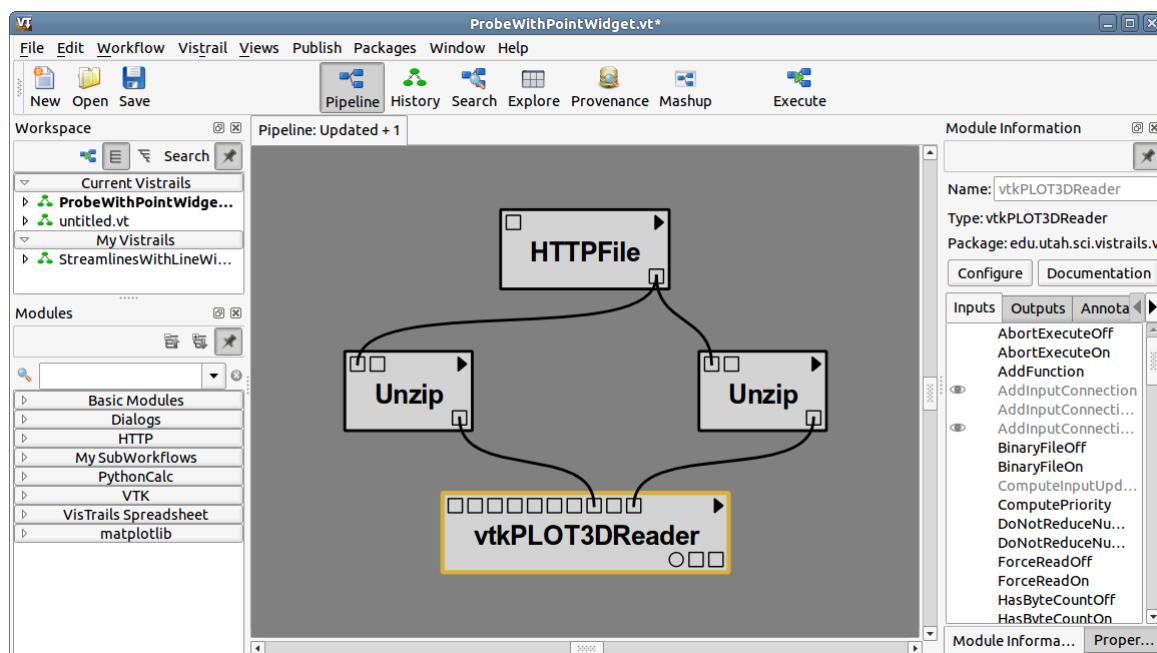 VT
ProbeWithPointWidget.vt*
File Edit Workflow Vistrail Views Publish Packages Window Help
New Open Save Pipeline History Search Explore Provenance Mashup Execute
Workspace
Search
Current Vistrails
ProbeWithPointWidge...
untitled.vt
My Vistrails
StreamlinesWithLineWi...
Modules
Basic Modules
Dialogs
HTTP
My SubWorkflows
PythonCalc
VTK
VisTrails Spreadsheet
matplotlib
Pipeline: Updated + 1
HTTPFile
Unzip Unzip
vtkPLOT3DReader
Module Information
Name: vtkPLOT3DReader
Type: vtkPLOT3DReader
Package: edu.utah.sci.vistrails.v
Configure Documentation
Inputs Outputs Annota
AbortExecuteOff
AbortExecuteOn
AddFunction
AddInputConnection
AddInputConnecti...
AddInputConnecti...
BinaryFileOff
BinaryFileOn
ComputeInputUpd...
ComputePriority
DoNotReduceNu...
DoNotReduceNu...
ForceReadOff
ForceReadOn
HasByteCountOff
HasByteCountOn
Module Informa... Proper...